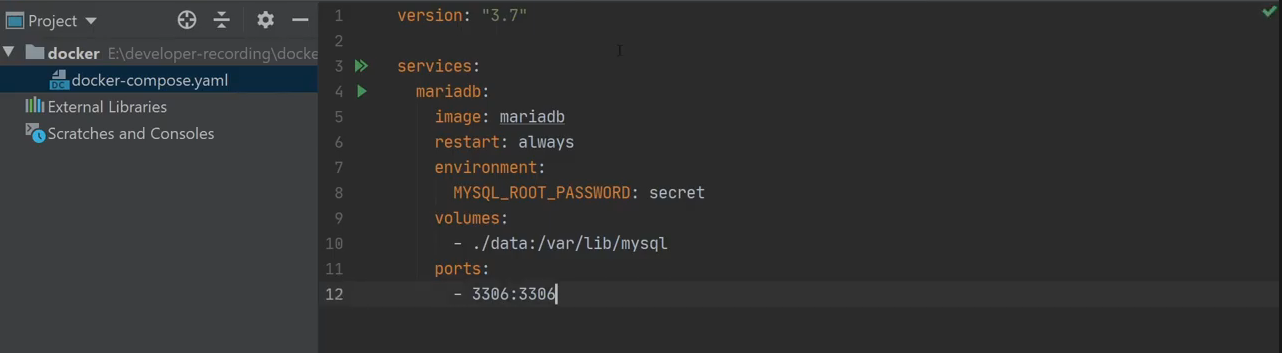 Project
docker E:\developer-recording\docke
docker-compose.yaml
External Libraries
Scratches and Consoles
DC
1 version: "3.7"
2
3 services:
4   mariadb:
5     image: mariadb
6     restart: always
7     environment:
8       MYSQL_ROOT_PASSWORD: secret
9     volumes:
10       - ./data:/var/lib/mysql
11     ports:
12       - 3306:3306